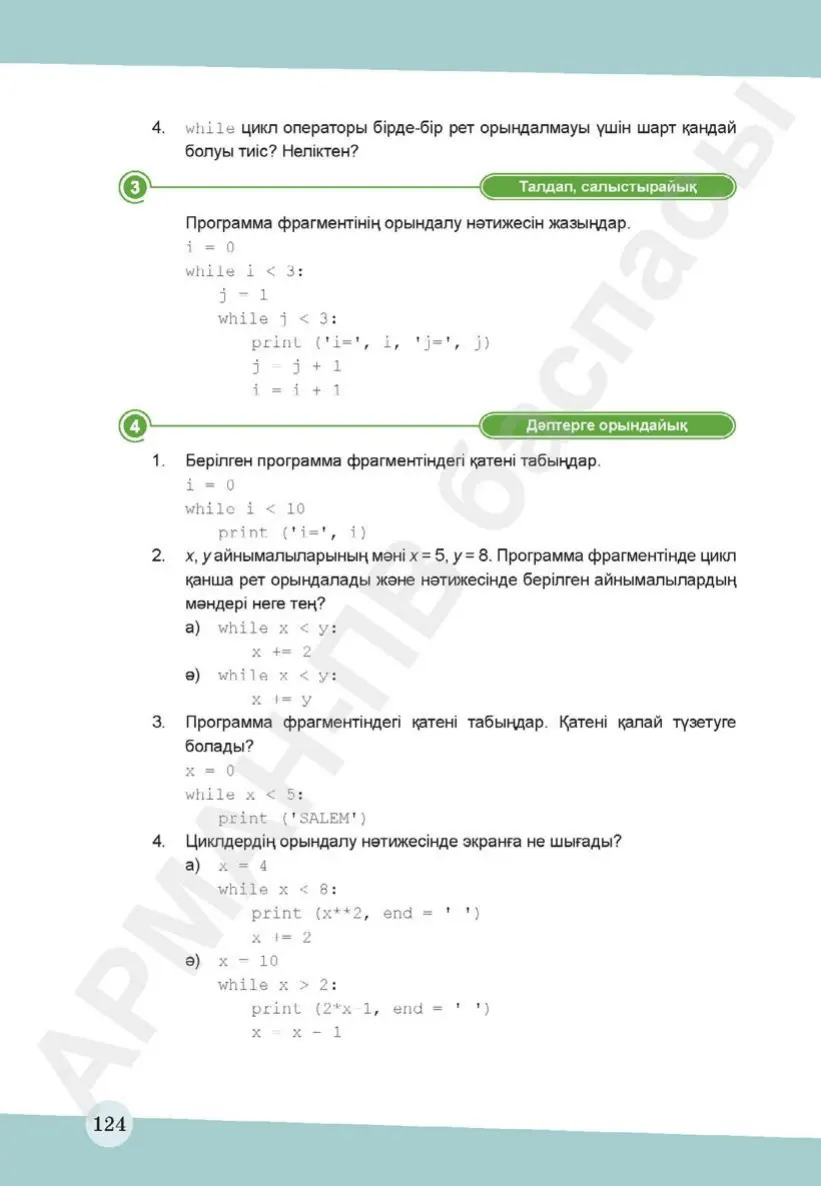 4. while цикл операторы бірде-бір рет орындалмауы үшін шарт қандай
болуы тиіс? Неліктен?
3 Талдап, салыстырайық
Программа фрагментінің орындалу нәтижесін жазыңдар.
i = 0
while i < 3:
j = 1
while j < 3:
print ('i=', i, 'j=', j)
j = j + 1
i = i + 1
4 Дәптерге орындайық
1. Берілген программа фрагментіндегі қатені табыңдар.
i = 0
while i < 10
print ('i=', i)
2. x, y айнымалыларының мәні x = 5, y = 8. Программа фрагментінде цикл
қанша рет орындалады және нәтижесінде берілген айнымалылардың
мәндері неге тең?
а) while x < y:
x += 2
ә) while x < y:
x += y
3. Программа фрагментіндегі қатені табыңдар. Қатені қалай түзетуге
болады?
x = 0
while x < 5:
print ('SALEM')
4. Циклдердің орындалу нәтижесінде экранға не шығады?
а) x = 4
while x < 8:
print (x**2, end = ' ')
x += 2
ә) x = 10
while x > 2:
print (2*x-1, end = ' ')
x = x - 1
124
АРМАН-ПВ баспасы